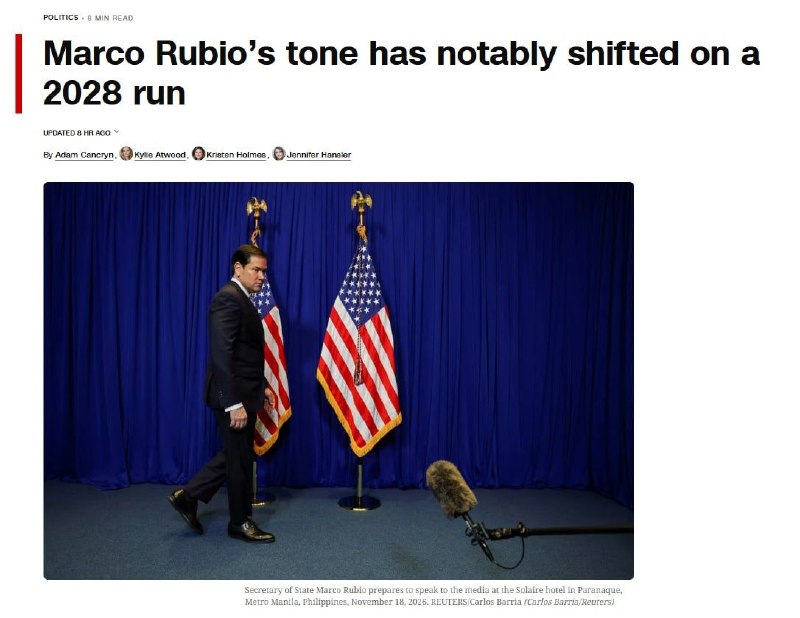 POLITICS • 8 MIN READ
Marco Rubio’s tone has notably shifted on a
2028 run
UPDATED 8 HR AGO
By Adam Cancryn, Kylie Atwood, Kristen Holmes, Jennifer Hansler
Secretary of State Marco Rubio prepares to speak to the media at the Solaire hotel in Paranaque,
Metro Manila, Philippines, November 18, 2026. REUTERS/Carlos Barria (Carlos Barria/Reuters)